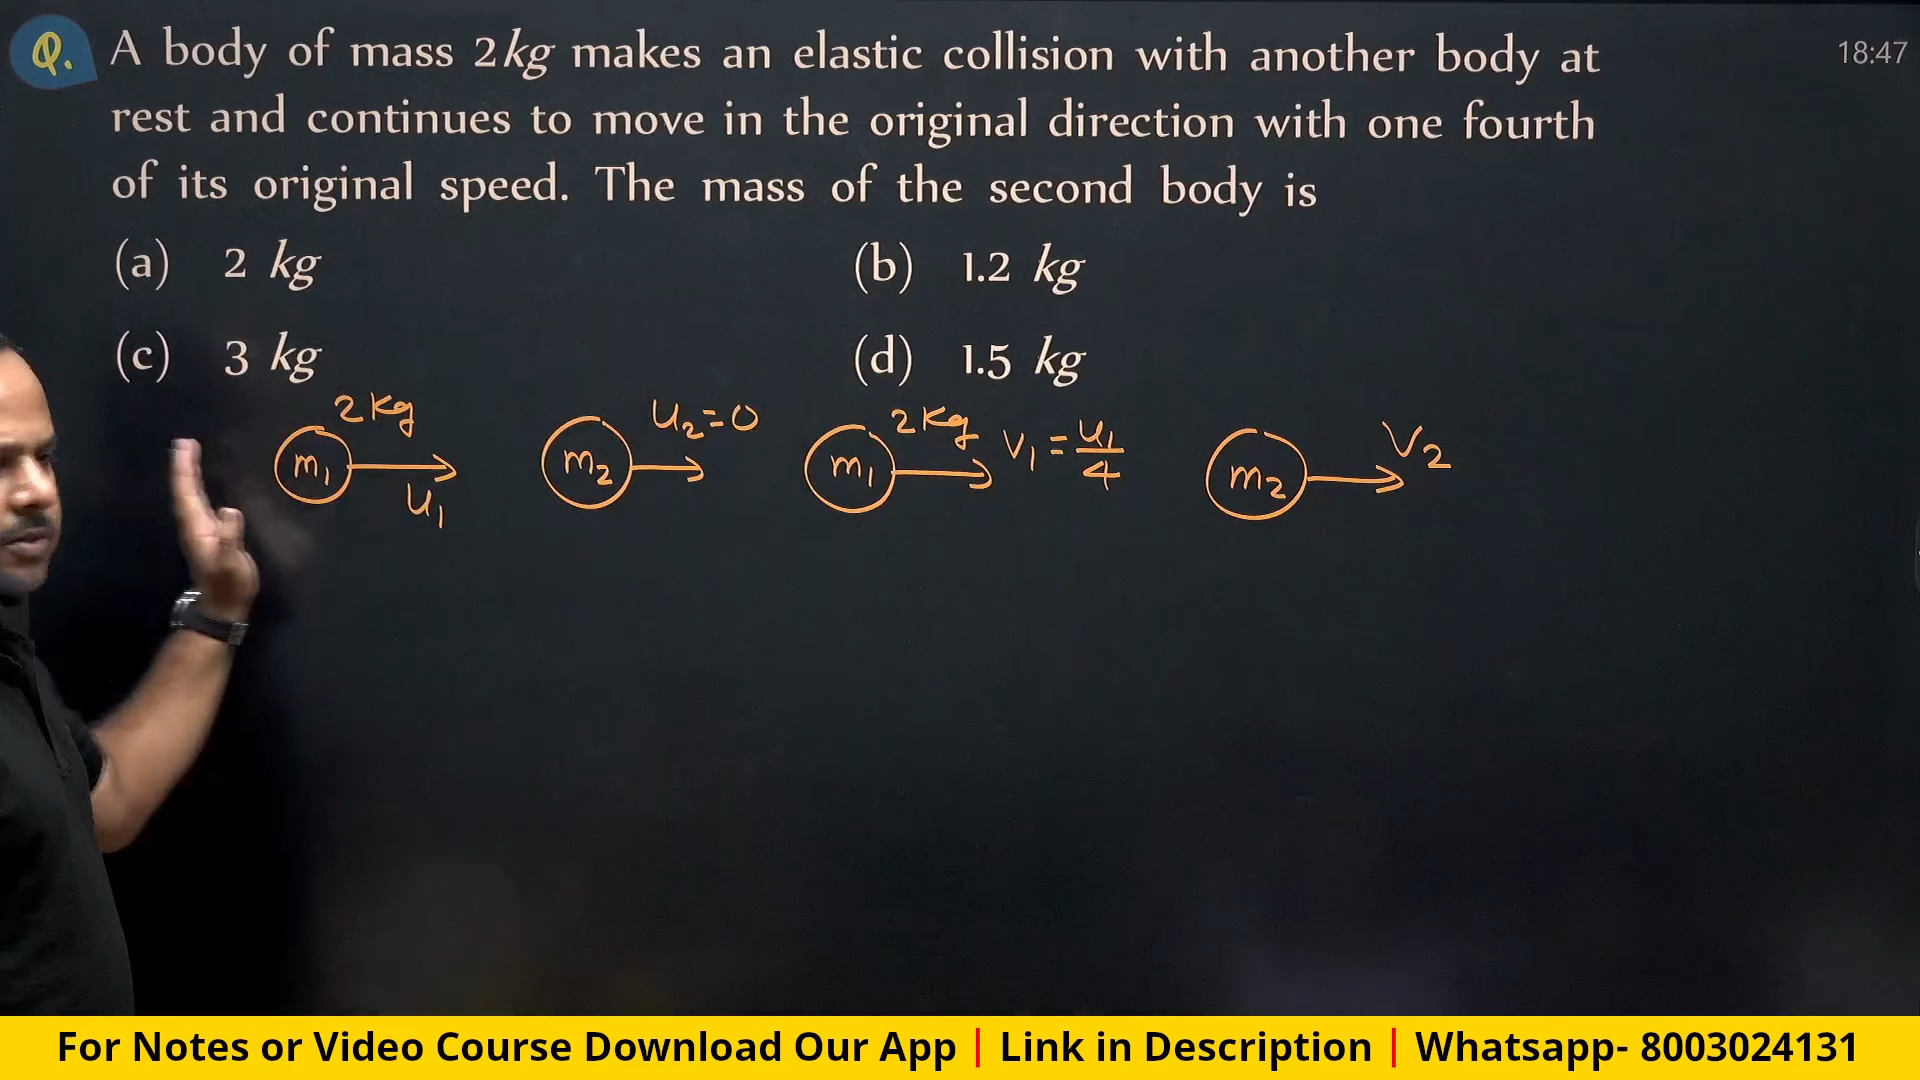 Q. A body of mass 2kg makes an elastic collision with another body at
18:47
rest and continues to move in the original direction with one fourth
of its original speed. The mass of the second body is
(a) 2 kg
(b) 1.2 kg
(c) 3 kg
(d) 1.5 kg
2kg
m₁
u₁
m₂
u₂=0
2kg
m₁
v₁ = u₁/4
m₂
v₂
For Notes or Video Course Download Our App | Link in Description | Whatsapp- 8003024131